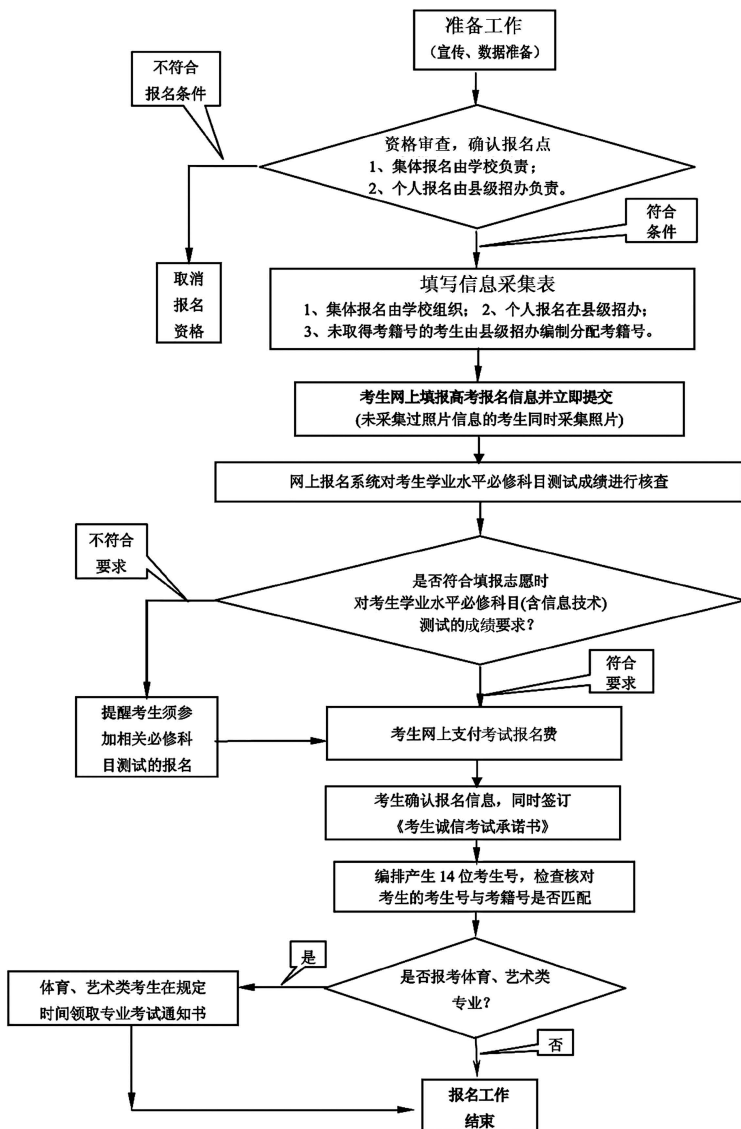 准备工作
（宣传、数据准备）
不符合
报名条件
资格审查，确认报名点
1、集体报名由学校负责；
2、个人报名由县级招办负责。
符合
条件
取消
报名
资格
填写信息采集表
1、集体报名由学校组织； 2、个人报名在县级招办；
3、未取得考籍号的考生由县级招办编制分配考籍号。
考生网上填报高考报名信息并立即提交
(未采集过照片信息的考生同时采集照片)
网上报名系统对考生学业水平必修科目测试成绩进行核查
不符合
要求
是否符合填报志愿时
对考生学业水平必修科目(含信息技术)
测试的成绩要求？
符合
要求
提醒考生须参
加相关必修科
目测试的报名
考生网上支付考试报名费
考生确认报名信息，同时签订
《考生诚信考试承诺书》
编排产生 14 位考生号，检查核对
考生的考生号与考籍号是否匹配
是
是否报考体育、艺术类
专业？
体育、艺术类考生在规定
时间领取专业考试通知书
否
报名工作
结束